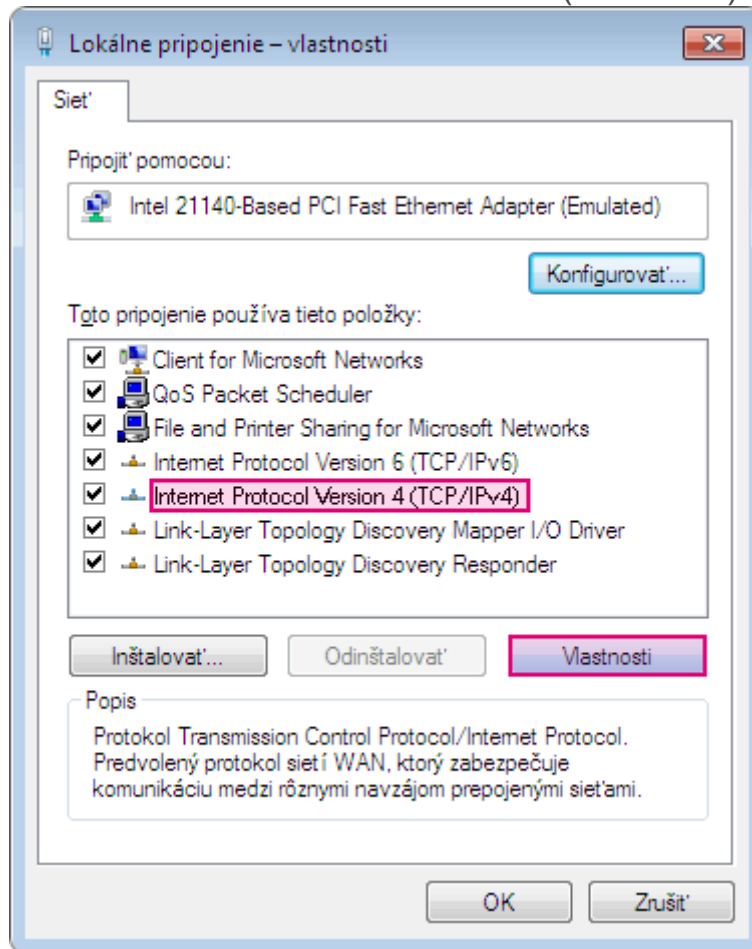 Lokálne pripojenie – vlastnosti
Sieť
Pripojiť pomocou:
Intel 21140-Based PCI Fast Ethernet Adapter (Emulated)
Konfigurovať...
Toto pripojenie používa tieto položky:
Client for Microsoft Networks
QoS Packet Scheduler
File and Printer Sharing for Microsoft Networks
Internet Protocol Version 6 (TCP/IPv6)
Internet Protocol Version 4 (TCP/IPv4)
Link-Layer Topology Discovery Mapper I/O Driver
Link-Layer Topology Discovery Responder
Inštalovať... Odinštalovať Vlastnosti
Popis
Protokol Transmission Control Protocol/Internet Protocol.
Predvolený protokol sietí WAN, ktorý zabezpečuje
komunikáciu medzi rôznymi navzájom prepojenými sieťami.
OK Zrušiť